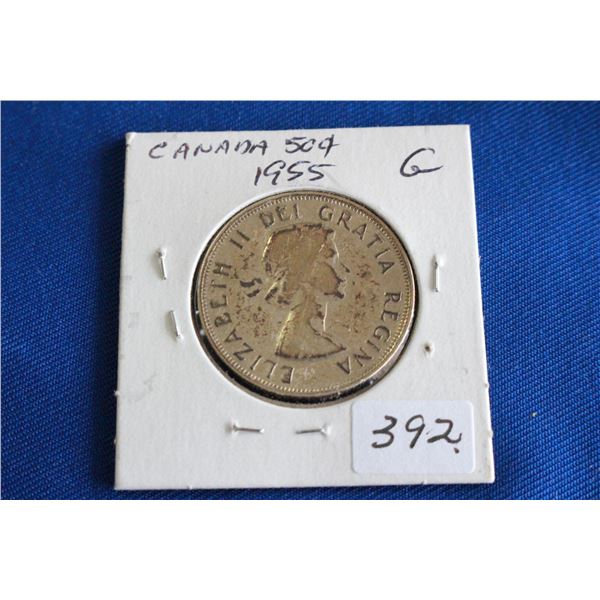 CANADA 50¢
1955 G
ELIZABETH II DEI GRATIA REGINA
392